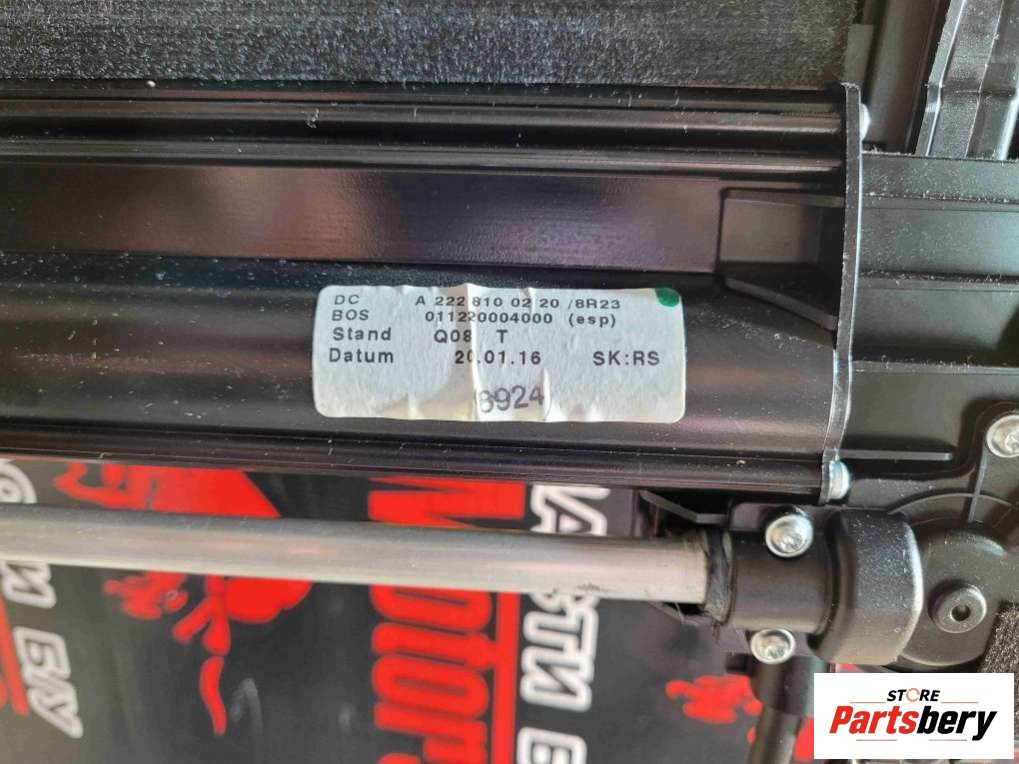 DC A 222 810 02 20 /8R23
BOS 011220004000 (esp)
Stand Q08 T
Datum 20.01.16 SK:RS
8924
Motor
STORE
Partsbery